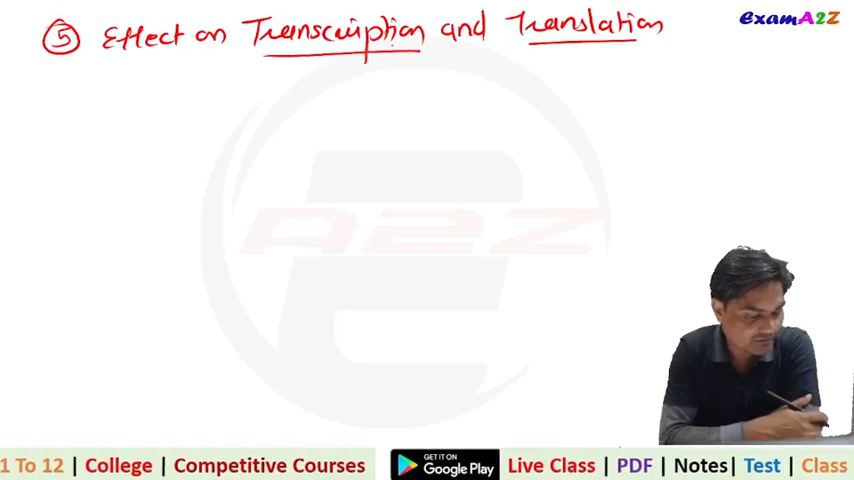 5 Effect on Transcription and Translation
ExamA2Z
A2Z
1 To 12 | College | Competitive Courses GET IT ON Google Play Live Class | PDF | Notes | Test | Class